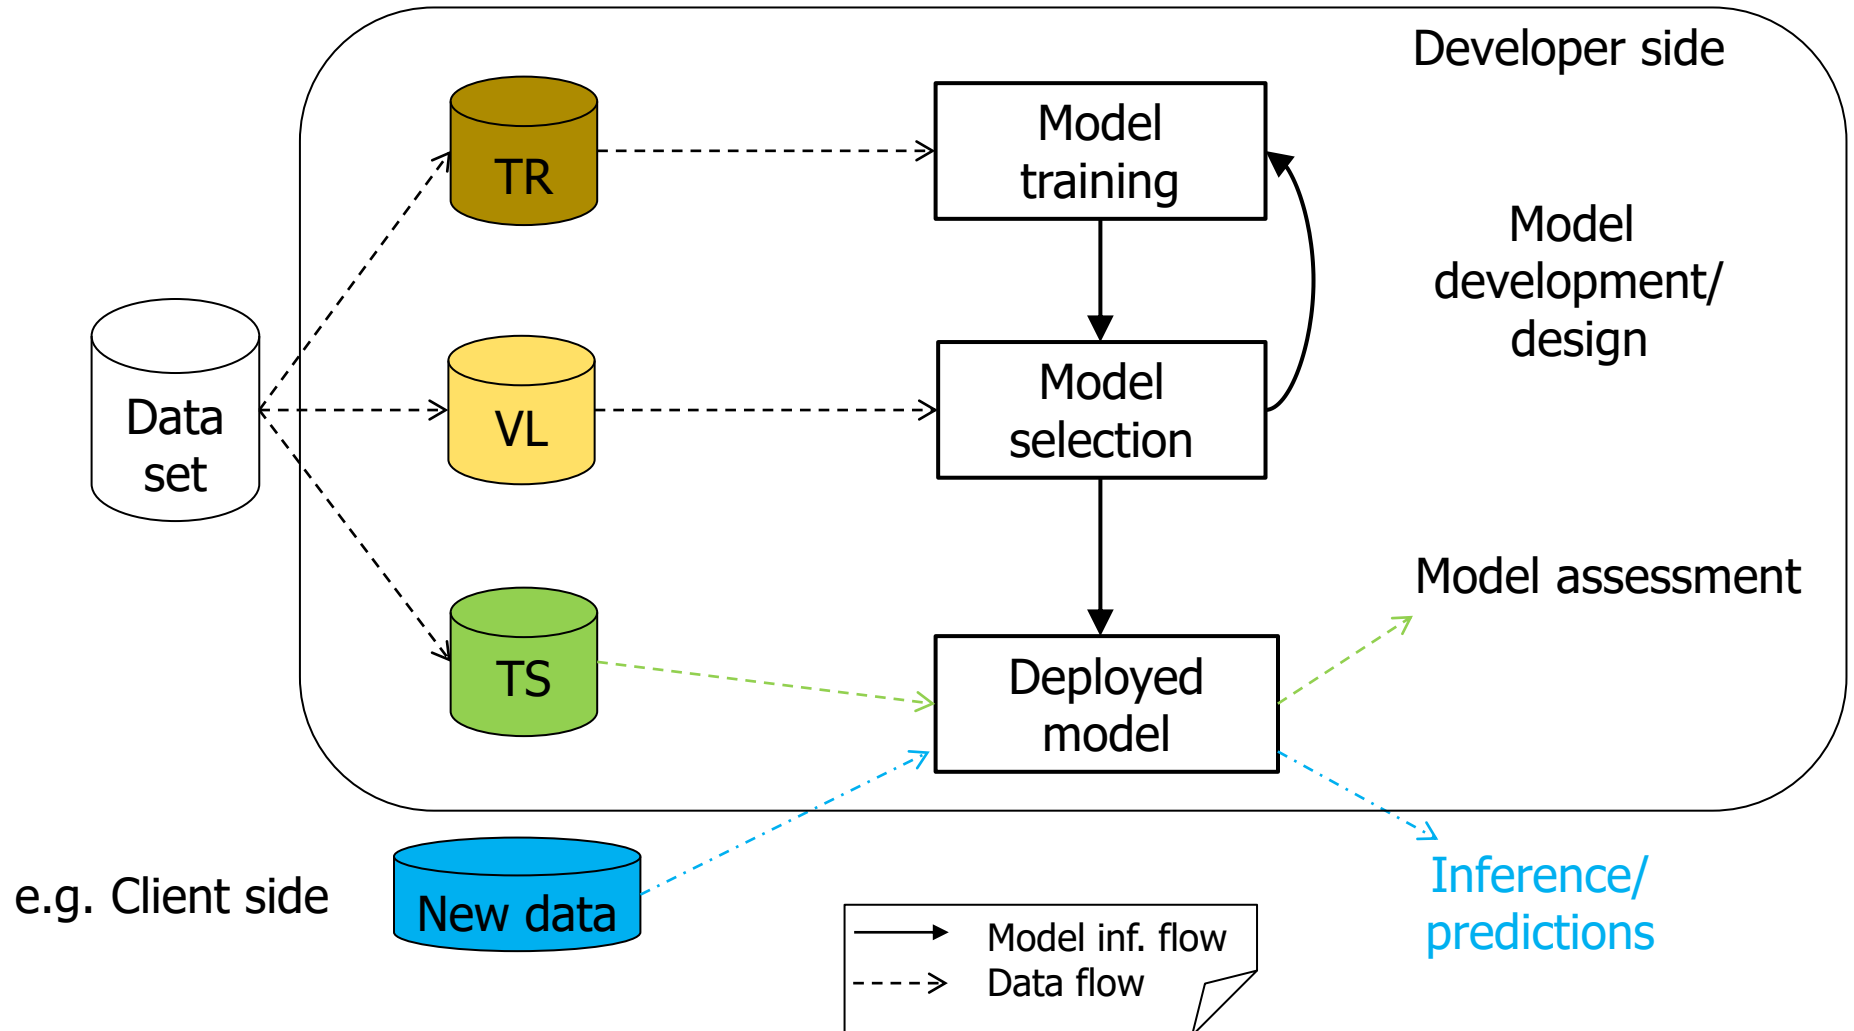 Developer side
TR
Model
training
Model
development/
design
Data
set
VL
Model
selection
TS
Deployed
model
Model assessment
e.g. Client side
New data
Inference/
predictions
Model inf. flow
Data flow